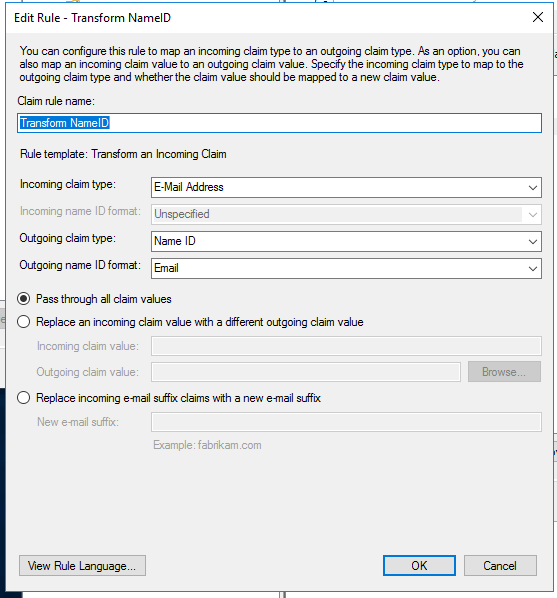 Edit Rule - Transform NameID
You can configure this rule to map an incoming claim type to an outgoing claim type. As an option, you can
also map an incoming claim value to an outgoing claim value. Specify the incoming claim type to map to the
outgoing claim type and whether the claim value should be mapped to a new claim value.
Claim rule name:
Transform NameID
Rule template: Transform an Incoming Claim
Incoming claim type: E-Mail Address
Incoming name ID format: Unspecified
Outgoing claim type: Name ID
Outgoing name ID format: Email
Pass through all claim values
Replace an incoming claim value with a different outgoing claim value
Incoming claim value:
Outgoing claim value: Browse...
Replace incoming e-mail suffix claims with a new e-mail suffix
New e-mail suffix:
Example: fabrikam.com
View Rule Language... OK Cancel